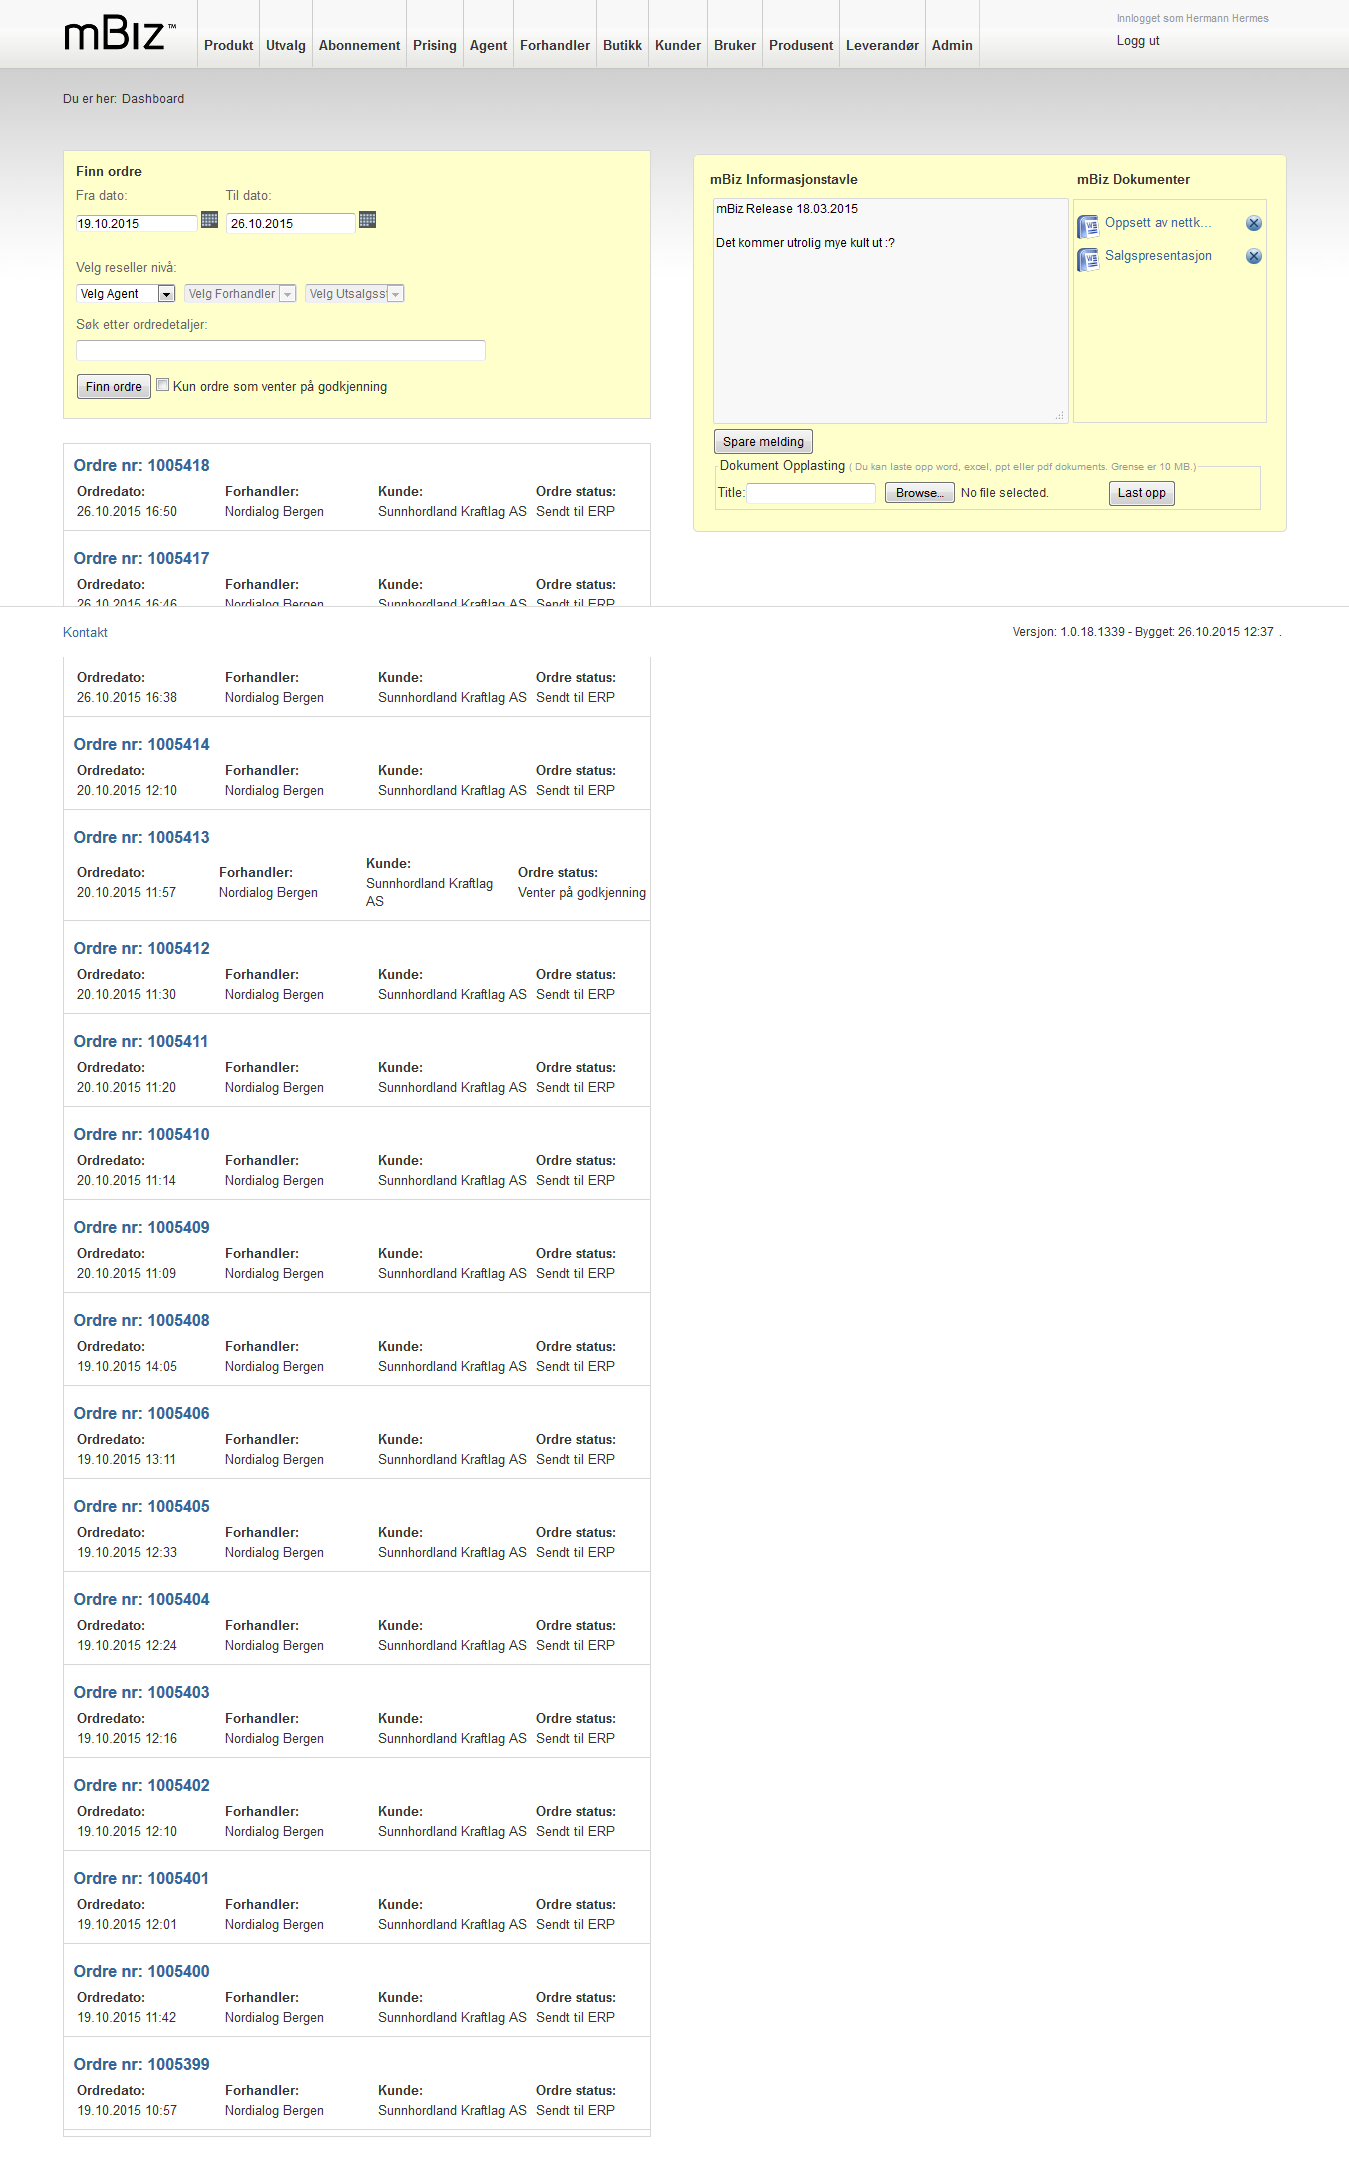 mBiz™
Produkt Utvalg Abonnement Prising Agent Forhandler Butikk Kunder Bruker Produsent Leverandør Admin
Innlogget som Hermann Hermes
Logg ut
Du er her: Dashboard
Finn ordre
Fra dato: Til dato:
19.10.2015 26.10.2015
Velg reseller nivå:
Velg Agent Velg Forhandler Velg Utsalgss
Søk etter ordredetaljer:
Finn ordre Kun ordre som venter på godkjenning
mBiz Informasjonstavle mBiz Dokumenter
mBiz Release 18.03.2015
Det kommer utrolig mye kult ut :?
Oppsett av nettk...
Salgspresentasjon
Spare melding
Dokument Opplasting ( Du kan laste opp word, excel, ppt eller pdf dokuments. Grense er 10 MB.)
Title: Browse... No file selected. Last opp
Ordre nr: 1005418
Ordredato: Forhandler: Kunde: Ordre status:
26.10.2015 16:50 Nordialog Bergen Sunnhordland Kraftlag AS Sendt til ERP
Ordre nr: 1005417
Ordredato: Forhandler: Kunde: Ordre status:
26.10.2015 16:46 Nordialog Bergen Sunnhordland Kraftlag AS Sendt til ERP
Kontakt Versjon: 1.0.18.1339 - Bygget: 26.10.2015 12:37 .
Ordredato: Forhandler: Kunde: Ordre status:
26.10.2015 16:38 Nordialog Bergen Sunnhordland Kraftlag AS Sendt til ERP
Ordre nr: 1005414
Ordredato: Forhandler: Kunde: Ordre status:
20.10.2015 12:10 Nordialog Bergen Sunnhordland Kraftlag AS Sendt til ERP
Ordre nr: 1005413
Ordredato: Forhandler: Kunde: Ordre status:
20.10.2015 11:57 Nordialog Bergen Sunnhordland Kraftlag Venter på godkjenning
AS
Ordre nr: 1005412
Ordredato: Forhandler: Kunde: Ordre status:
20.10.2015 11:30 Nordialog Bergen Sunnhordland Kraftlag AS Sendt til ERP
Ordre nr: 1005411
Ordredato: Forhandler: Kunde: Ordre status:
20.10.2015 11:20 Nordialog Bergen Sunnhordland Kraftlag AS Sendt til ERP
Ordre nr: 1005410
Ordredato: Forhandler: Kunde: Ordre status:
20.10.2015 11:14 Nordialog Bergen Sunnhordland Kraftlag AS Sendt til ERP
Ordre nr: 1005409
Ordredato: Forhandler: Kunde: Ordre status:
20.10.2015 11:09 Nordialog Bergen Sunnhordland Kraftlag AS Sendt til ERP
Ordre nr: 1005408
Ordredato: Forhandler: Kunde: Ordre status:
19.10.2015 14:05 Nordialog Bergen Sunnhordland Kraftlag AS Sendt til ERP
Ordre nr: 1005406
Ordredato: Forhandler: Kunde: Ordre status:
19.10.2015 13:11 Nordialog Bergen Sunnhordland Kraftlag AS Sendt til ERP
Ordre nr: 1005405
Ordredato: Forhandler: Kunde: Ordre status:
19.10.2015 12:33 Nordialog Bergen Sunnhordland Kraftlag AS Sendt til ERP
Ordre nr: 1005404
Ordredato: Forhandler: Kunde: Ordre status:
19.10.2015 12:24 Nordialog Bergen Sunnhordland Kraftlag AS Sendt til ERP
Ordre nr: 1005403
Ordredato: Forhandler: Kunde: Ordre status:
19.10.2015 12:16 Nordialog Bergen Sunnhordland Kraftlag AS Sendt til ERP
Ordre nr: 1005402
Ordredato: Forhandler: Kunde: Ordre status:
19.10.2015 12:10 Nordialog Bergen Sunnhordland Kraftlag AS Sendt til ERP
Ordre nr: 1005401
Ordredato: Forhandler: Kunde: Ordre status:
19.10.2015 12:01 Nordialog Bergen Sunnhordland Kraftlag AS Sendt til ERP
Ordre nr: 1005400
Ordredato: Forhandler: Kunde: Ordre status:
19.10.2015 11:42 Nordialog Bergen Sunnhordland Kraftlag AS Sendt til ERP
Ordre nr: 1005399
Ordredato: Forhandler: Kunde: Ordre status:
19.10.2015 10:57 Nordialog Bergen Sunnhordland Kraftlag AS Sendt til ERP